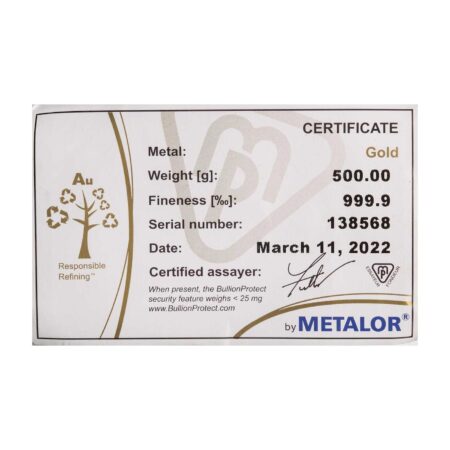 CERTIFICATE
Metal: Gold
Weight [g]: 500.00
Fineness [‰]: 999.9
Serial number: 138568
Date: March 11, 2022
Certified assayer:
Au
Responsible
Refining™
When present, the BullionProtect
security feature weighs < 25 mg
www.BullionProtect.com
by METALOR®